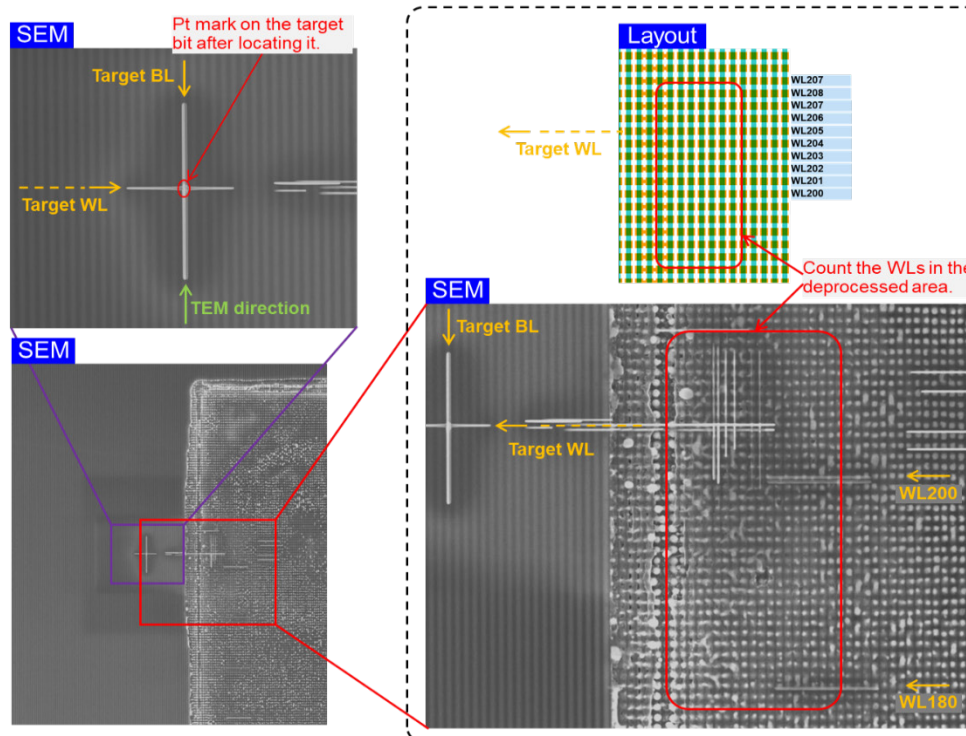 SEM
Pt mark on the target
bit after locating it.
Target BL
Target WL
TEM direction
SEM
Layout
WL207
WL208
WL207
WL206
WL205
WL204
WL203
WL202
WL201
WL200
Target WL
Count the WLs in the
deprocessed area.
SEM
Target BL
Target WL
WL200
WL180